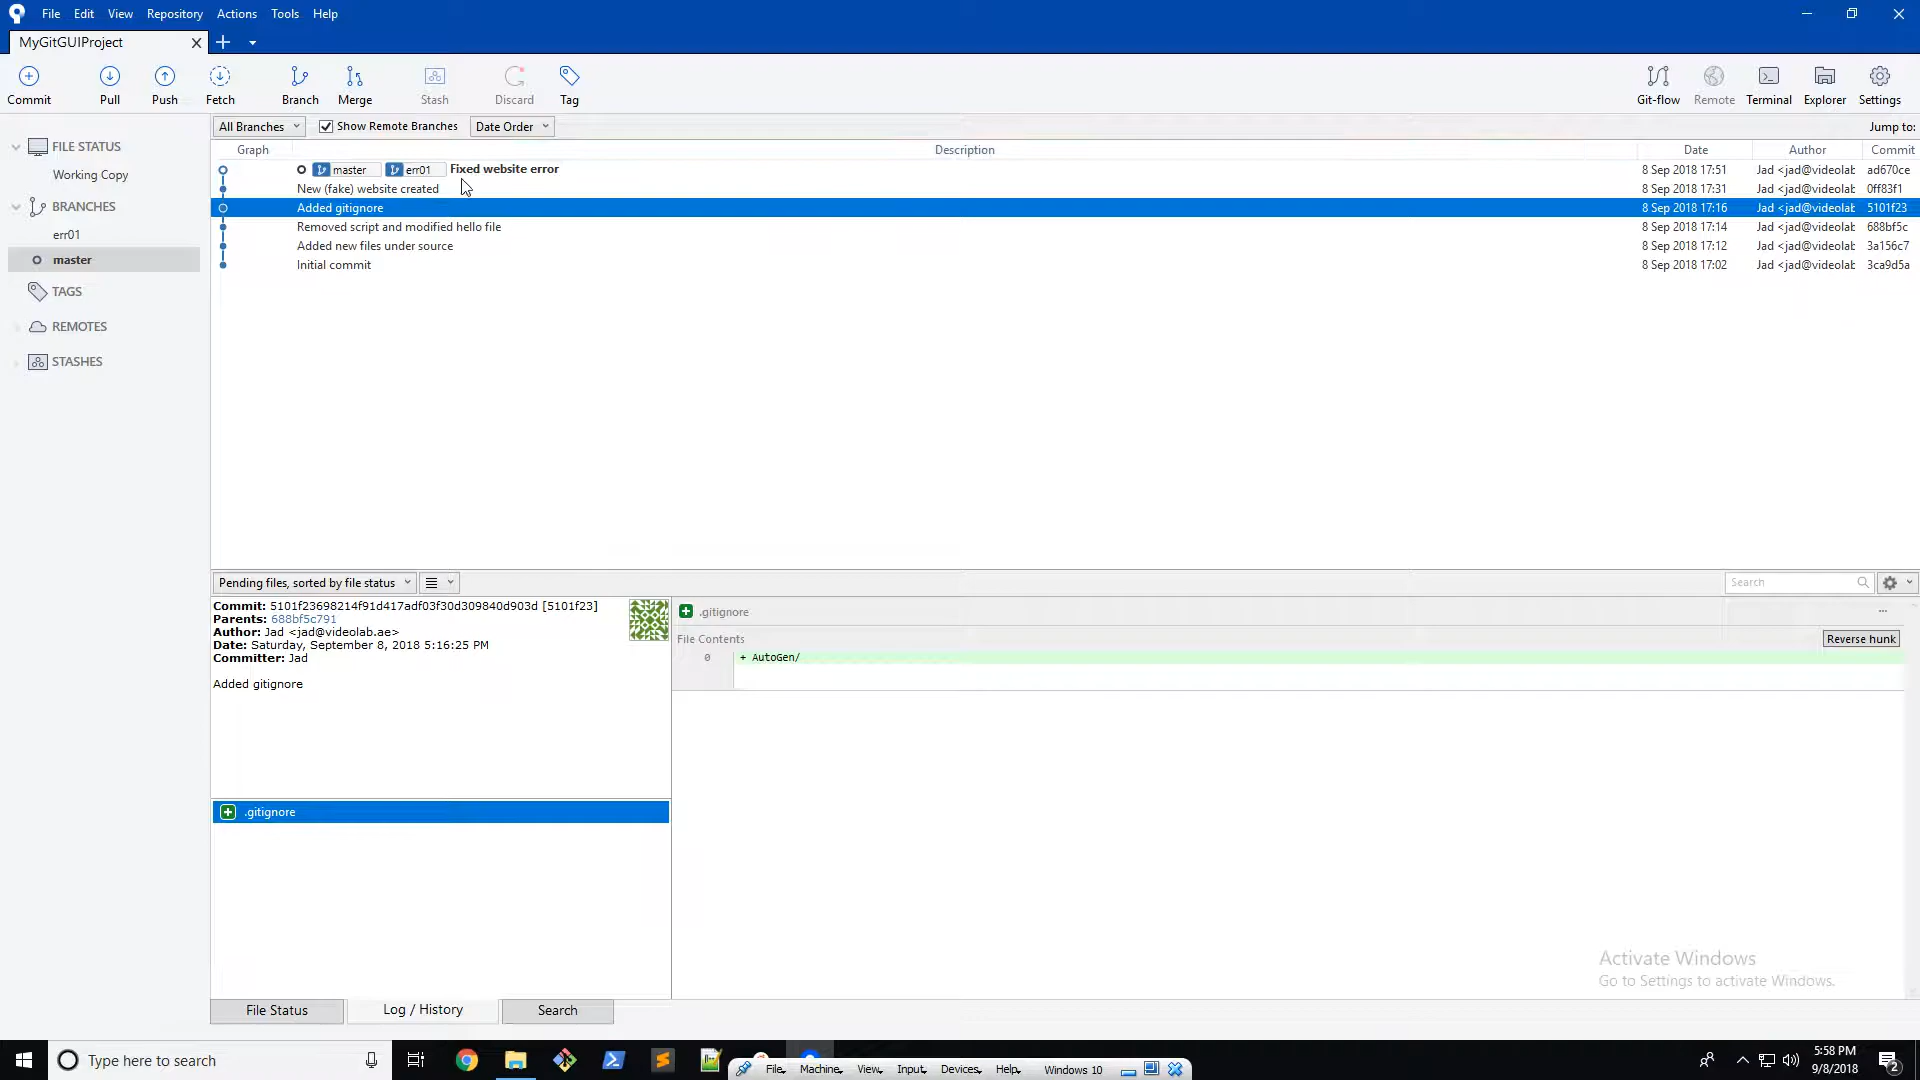 File Edit View Repository Actions Tools Help
MyGitGUIProject
Commit Pull Push Fetch Branch Merge Stash Discard Tag Git-flow Remote Terminal Explorer Settings
All Branches Show Remote Branches Date Order Jump to:
Graph Description Date Author Commit
master err01 Fixed website error 8 Sep 2018 17:51 Jad <jad@videolab ad670ce
New (fake) website created 8 Sep 2018 17:31 Jad <jad@videolab 0ff83f1
Added gitignore 8 Sep 2018 17:16 Jad <jad@videolab 5101f23
Removed script and modified hello file 8 Sep 2018 17:14 Jad <jad@videolab 688bf5c
Added new files under source 8 Sep 2018 17:12 Jad <jad@videolab 3a156c7
Initial commit 8 Sep 2018 17:02 Jad <jad@videolab 3ca9d5a
FILE STATUS
Working Copy
BRANCHES
err01
master
TAGS
REMOTES
STASHES
Pending files, sorted by file status Search
Commit: 5101f23698214f91d417adf03f30d309840d903d [5101f23]
Parents: 688bf5c791
Author: Jad <jad@videolab.ae>
Date: Saturday, September 8, 2018 5:16:25 PM
Committer: Jad
Added gitignore
.gitignore
.gitignore
File Contents Reverse hunk
0 + AutoGen/
Activate Windows
Go to Settings to activate Windows.
File Status Log / History Search
Type here to search
File Machine View Input Devices Help Windows 10
5:58 PM
9/8/2018
2